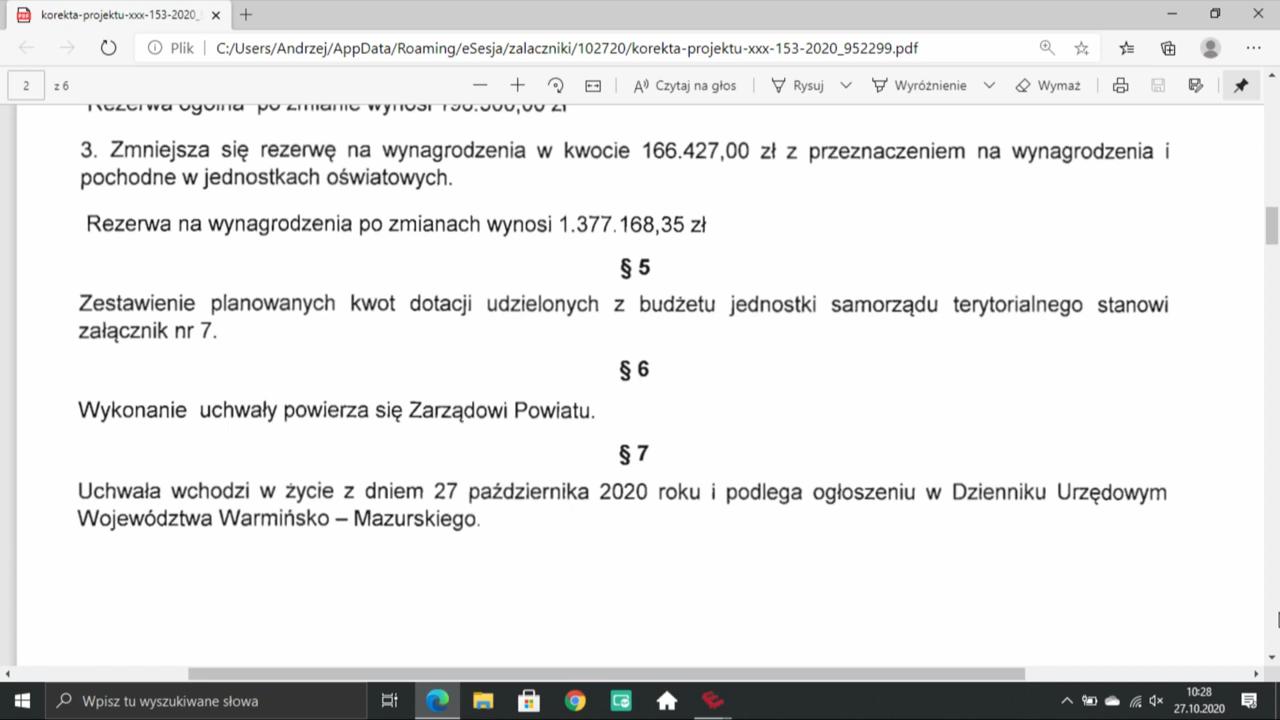 korekta-projektu-xxx-153-2020_
Plik C:/Users/Andrzej/AppData/Roaming/eSesja/zalaczniki/102720/korekta-projektu-xxx-153-2020_952299.pdf
2 z 6 Czytaj na głos Rysuj Wyróżnienie Wymaż
Rezerwa ogólna po zmianie wynosi
3. Zmniejsza się rezerwę na wynagrodzenia w kwocie 166.427,00 zł z przeznaczeniem na wynagrodzenia i
pochodne w jednostkach oświatowych.
Rezerwa na wynagrodzenia po zmianach wynosi 1.377.168,35 zł
§ 5
Zestawienie planowanych kwot dotacji udzielonych z budżetu jednostki samorządu terytorialnego stanowi
załącznik nr 7.
§ 6
Wykonanie uchwały powierza się Zarządowi Powiatu.
§ 7
Uchwała wchodzi w życie z dniem 27 października 2020 roku i podlega ogłoszeniu w Dzienniku Urzędowym
Województwa Warmińsko – Mazurskiego.
Wpisz tu wyszukiwane słowa
10:28
27.10.2020